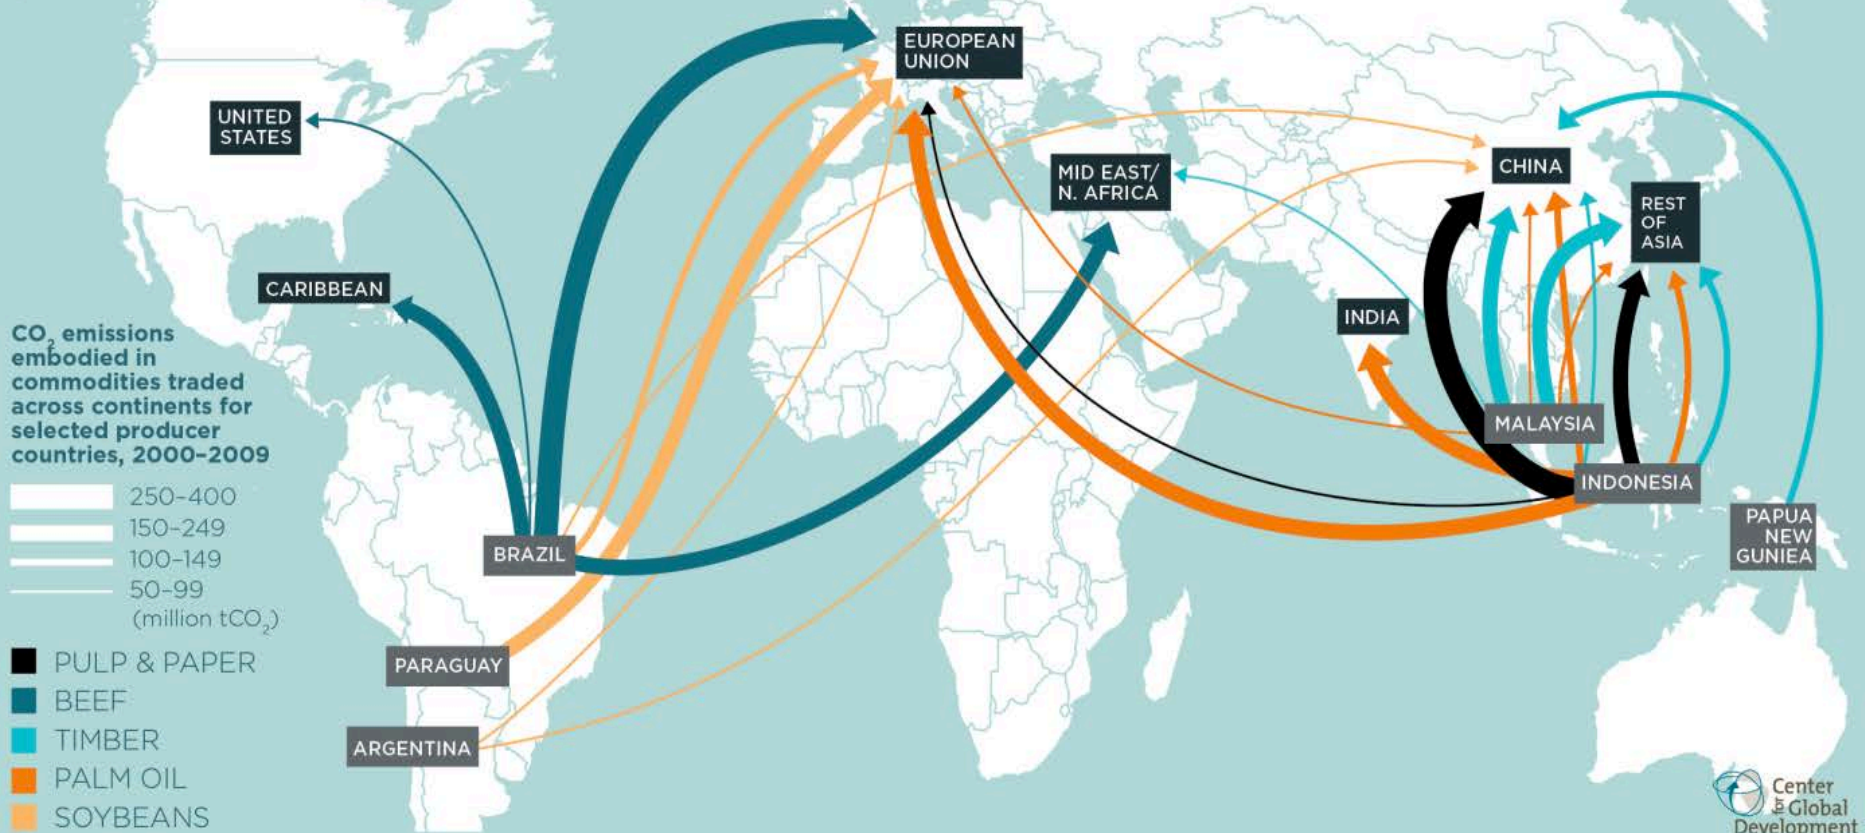 EUROPEAN
UNION
UNITED
STATES
MID EAST/
N. AFRICA
CHINA
REST
OF
ASIA
CARIBBEAN
INDIA
CO₂ emissions
embodied in
commodities traded
across continents for
selected producer
countries, 2000–2009
250-400
150-249
100-149
50-99
(million tCO₂)
MALAYSIA
INDONESIA
PAPUA
NEW
GUNIEA
BRAZIL
PARAGUAY
ARGENTINA
PULP & PAPER
BEEF
TIMBER
PALM OIL
SOYBEANS
Center
for Global
Development